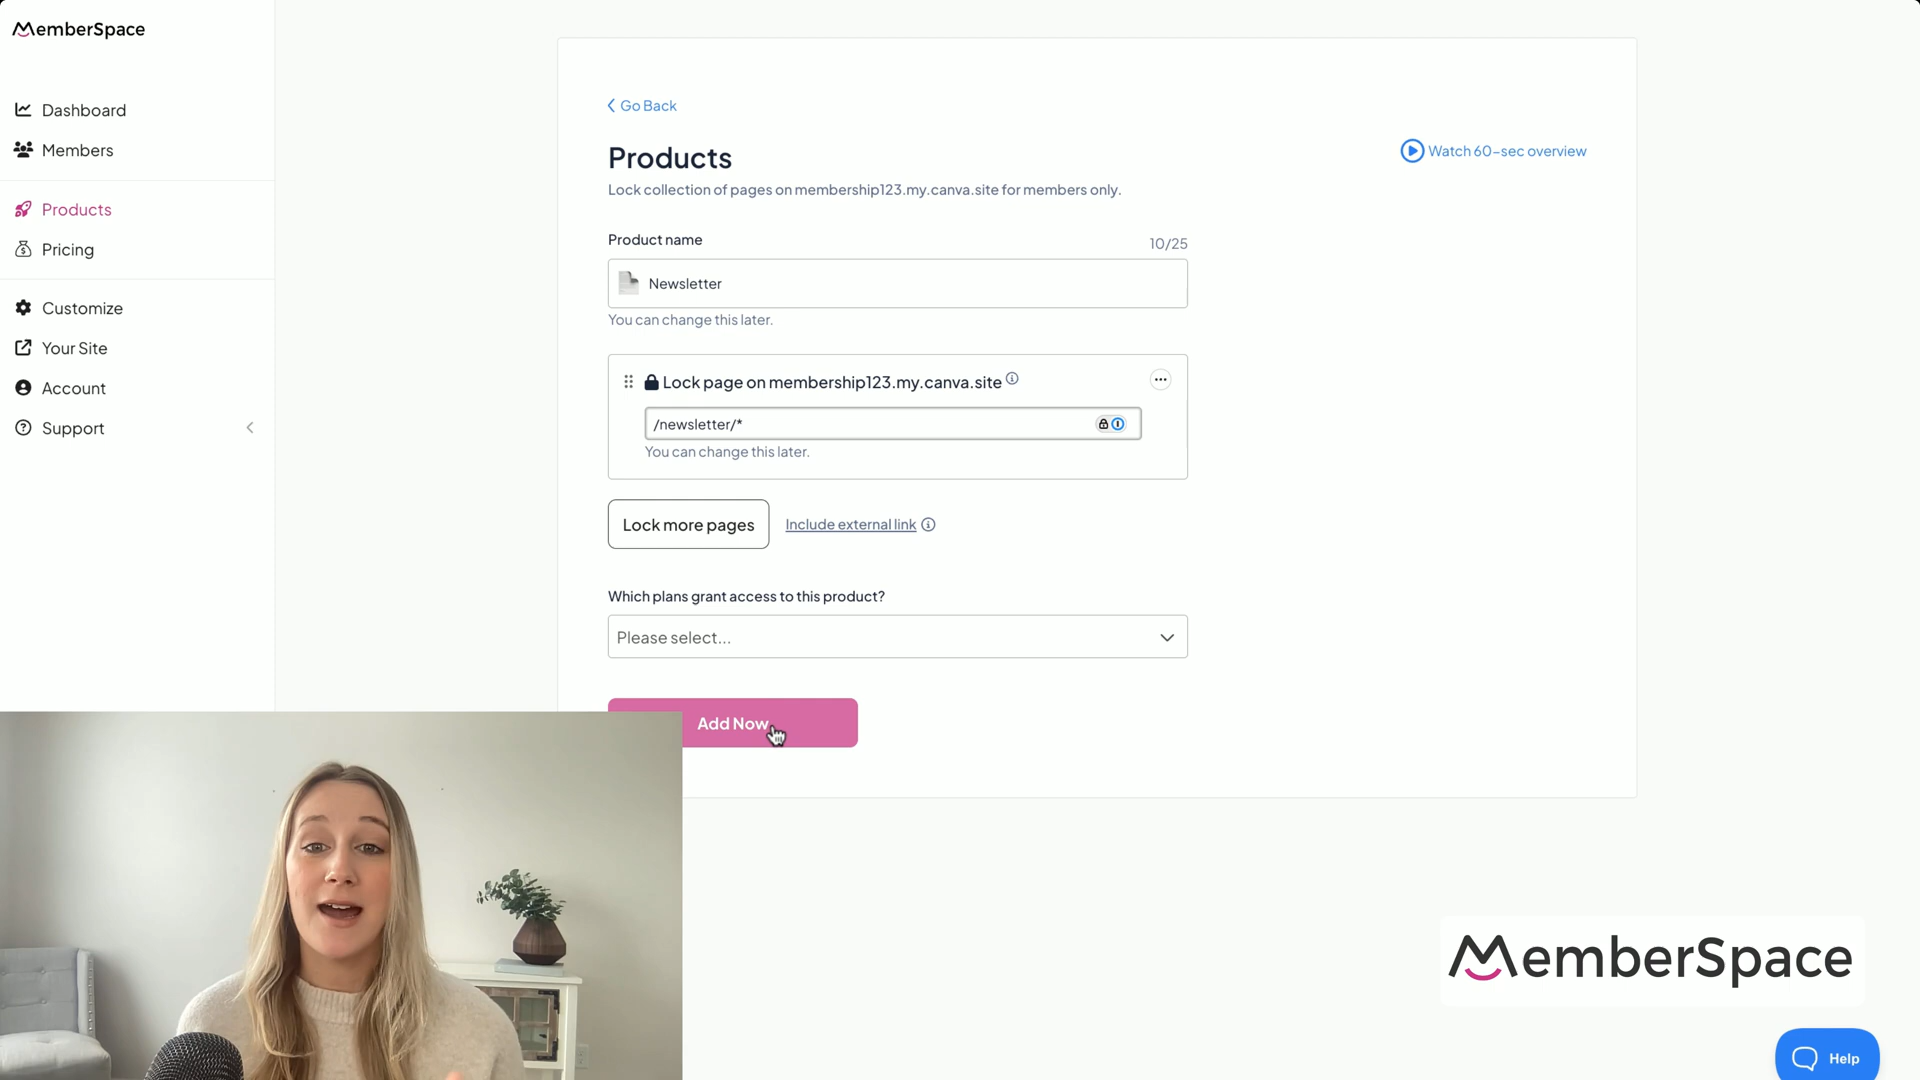 MemberSpace
Dashboard
Members
Products
Pricing
Customize
Your Site
Account
Support
Go Back
Products
Watch 60-sec overview
Lock collection of pages on membership123.my.canva.site for members only.
Product name
10/25
Newsletter
You can change this later.
Lock page on membership123.my.canva.site
/newsletter/*
You can change this later.
Lock more pages
Include external link
Which plans grant access to this product?
Please select...
Add Now
MemberSpace
Help